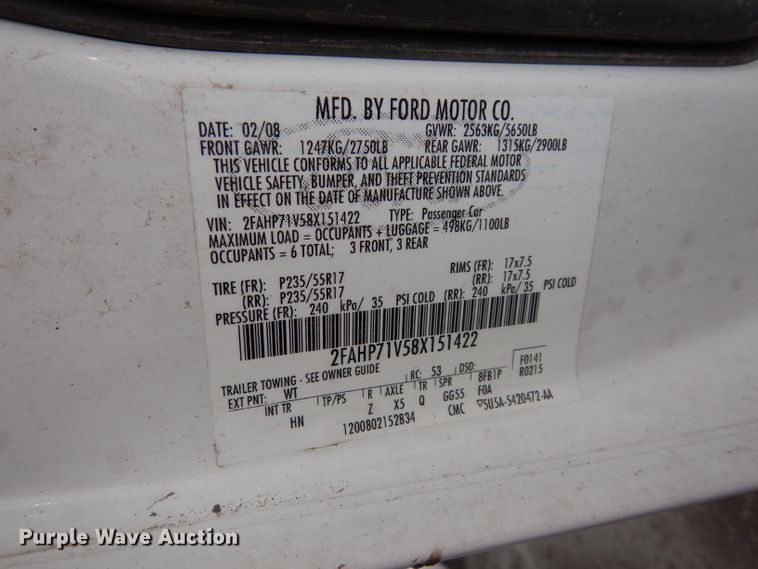 MFD. BY FORD MOTOR CO.
DATE: 02/08 GVWR: 2563KG/5650LB
FRONT GAWR: 1247KG/2750LB REAR GAWR: 1315KG/2900LB
THIS VEHICLE CONFORMS TO ALL APPLICABLE FEDERAL MOTOR
VEHICLE SAFETY, BUMPER, AND THEFT PREVENTION STANDARDS
IN EFFECT ON THE DATE OF MANUFACTURE SHOWN ABOVE.
VIN: 2FAHP71V58X151422 TYPE: Passenger Car
MAXIMUM LOAD = OCCUPANTS + LUGGAGE = 498KG/1100LB
OCCUPANTS = 6 TOTAL; 3 FRONT, 3 REAR
TIRE (FR): P235/55R17 RIMS (FR): 17x7.5
(RR): P235/55R17 (RR): 17x7.5
PRESSURE (FR): 240 kPa/ 35 PSI COLD (RR): 240 kPa/ 35 PSI COLD
2FAHP71V58X151422
TRAILER TOWING - SEE OWNER GUIDE F0141
EXT PNT: WT RC: 53 DSO: R0215
INT TR TP/PS R AXLE TR SPR BFB1P
HN Z X5 Q GG55 FOA
1200802152834 CMC ▽5U5A-5420472-AA
Purple Wave Auction